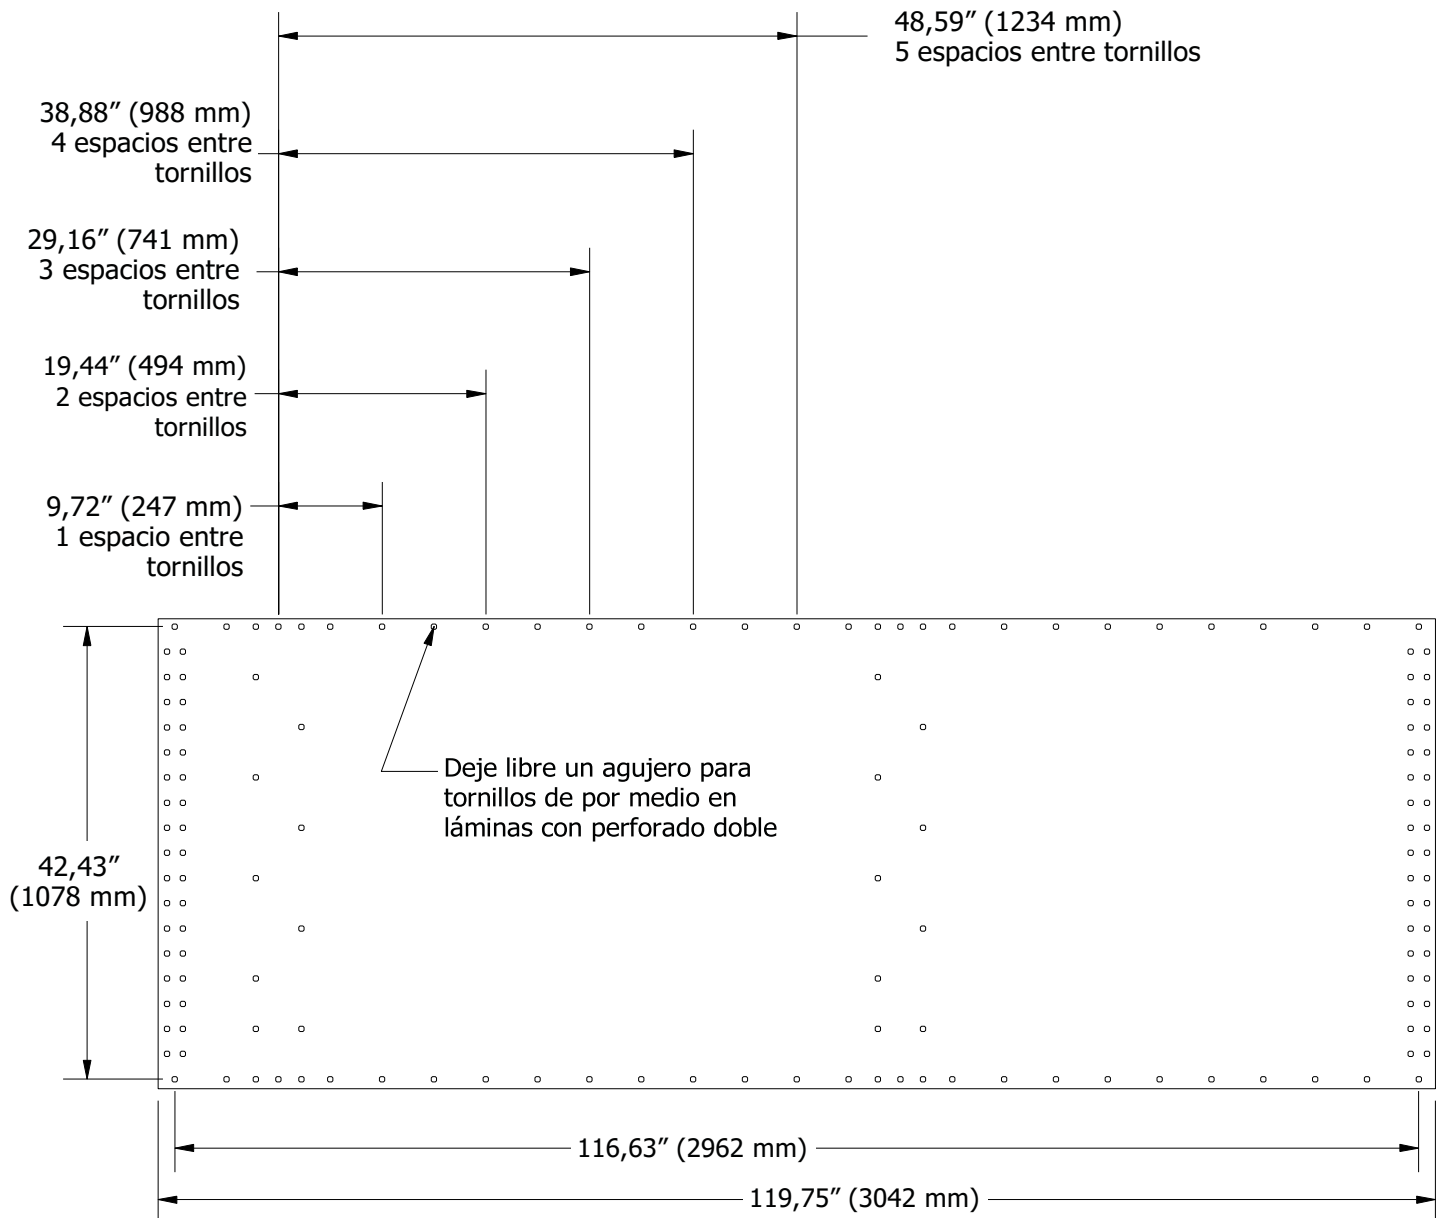 48,59″ (1234 mm)
5 espacios entre tornillos
38,88″ (988 mm)
4 espacios entre
tornillos
29,16″ (741 mm)
3 espacios entre
tornillos
19,44″ (494 mm)
2 espacios entre
tornillos
9,72″ (247 mm)
1 espacio entre
tornillos
Deje libre un agujero para
tornillos de por medio en
láminas con perforado doble
42,43″
(1078 mm)
116,63″ (2962 mm)
119,75″ (3042 mm)